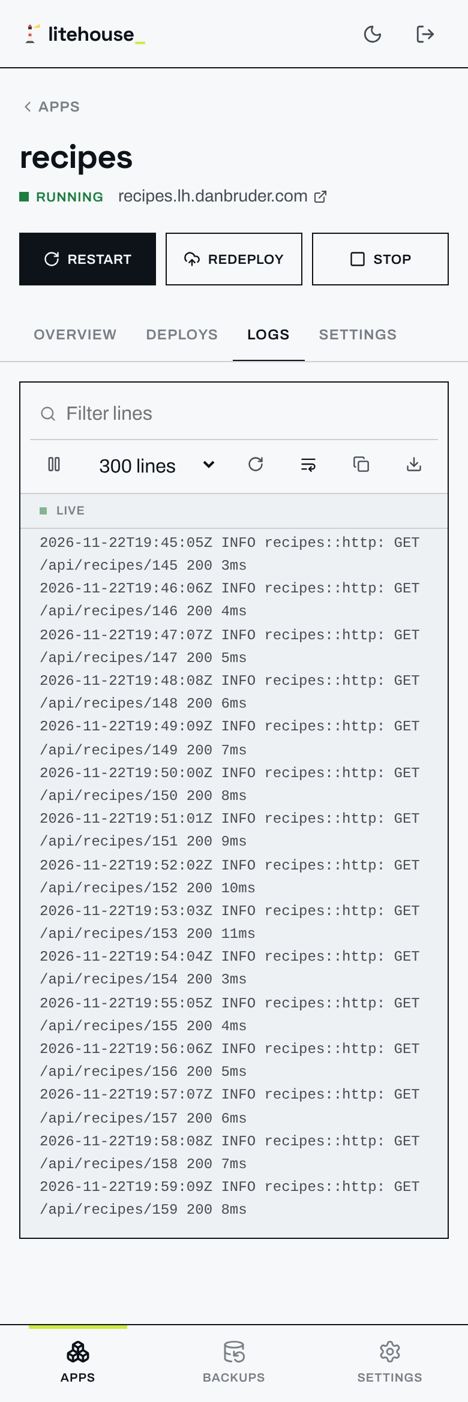 litehouse_
APPS
recipes
RUNNING recipes.lh.danbruder.com
RESTART REDEPLOY STOP
OVERVIEW DEPLOYS LOGS SETTINGS
Filter lines
300 lines
LIVE
2026-11-22T19:45:05Z INFO recipes::http: GET
/api/recipes/145 200 3ms
2026-11-22T19:46:06Z INFO recipes::http: GET
/api/recipes/146 200 4ms
2026-11-22T19:47:07Z INFO recipes::http: GET
/api/recipes/147 200 5ms
2026-11-22T19:48:08Z INFO recipes::http: GET
/api/recipes/148 200 6ms
2026-11-22T19:49:09Z INFO recipes::http: GET
/api/recipes/149 200 7ms
2026-11-22T19:50:00Z INFO recipes::http: GET
/api/recipes/150 200 8ms
2026-11-22T19:51:01Z INFO recipes::http: GET
/api/recipes/151 200 9ms
2026-11-22T19:52:02Z INFO recipes::http: GET
/api/recipes/152 200 10ms
2026-11-22T19:53:03Z INFO recipes::http: GET
/api/recipes/153 200 11ms
2026-11-22T19:54:04Z INFO recipes::http: GET
/api/recipes/154 200 3ms
2026-11-22T19:55:05Z INFO recipes::http: GET
/api/recipes/155 200 4ms
2026-11-22T19:56:06Z INFO recipes::http: GET
/api/recipes/156 200 5ms
2026-11-22T19:57:07Z INFO recipes::http: GET
/api/recipes/157 200 6ms
2026-11-22T19:58:08Z INFO recipes::http: GET
/api/recipes/158 200 7ms
2026-11-22T19:59:09Z INFO recipes::http: GET
/api/recipes/159 200 8ms
APPS BACKUPS SETTINGS